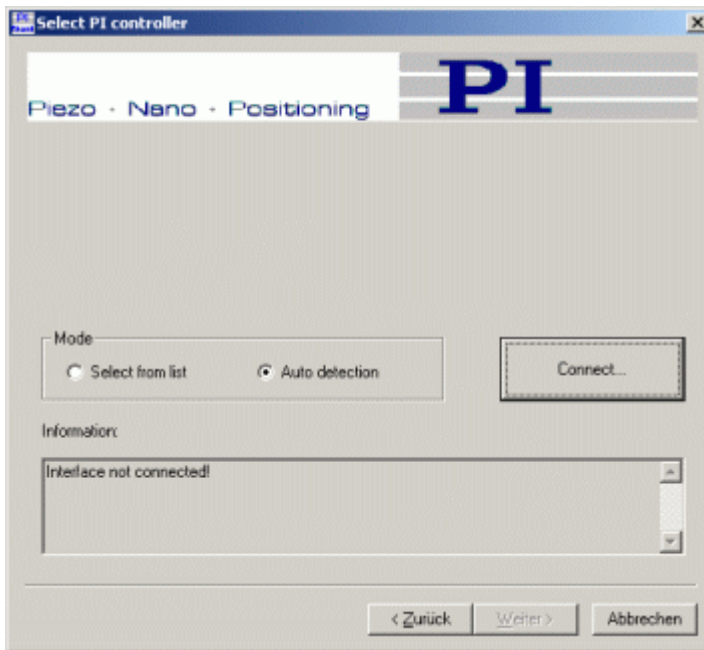 Select PI controller
Piezo - Nano - Positioning
PI
Mode
Select from list
Auto detection
Connect...
Information:
Interface not connected!
< Zurück
Weiter >
Abbrechen